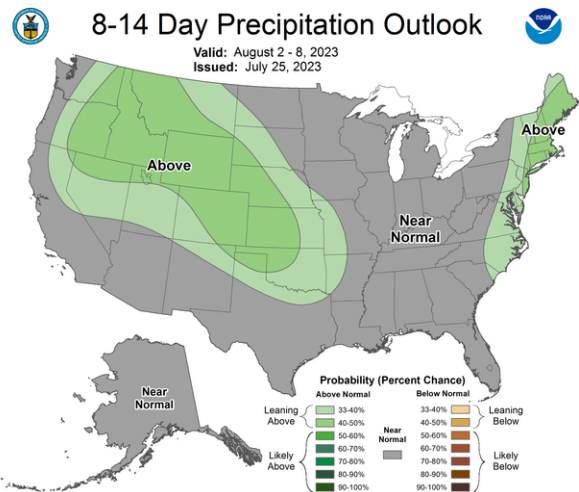 8-14 Day Precipitation Outlook
Valid: August 2 - 8, 2023
Issued: July 25, 2023
NOAA
Above
Above
Near
Normal
Near
Normal
Probability (Percent Chance)
Above Normal
Below Normal
Leaning
Above
33-40%
40-50%
Likely
Above
50-60%
60-70%
70-80%
80-90%
90-100%
Near
Normal
33-40%
40-50%
Leaning
Below
50-60%
60-70%
70-80%
80-90%
90-100%
Likely
Below